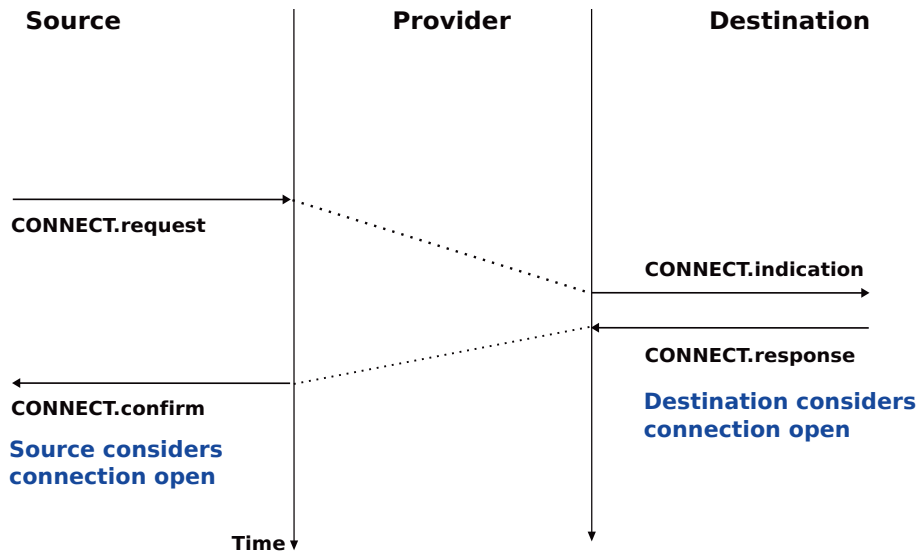 Source
Provider
Destination
CONNECT.request
CONNECT.indication
CONNECT.response
Destination considers
connection open
CONNECT.confirm
Source considers
connection open
Time